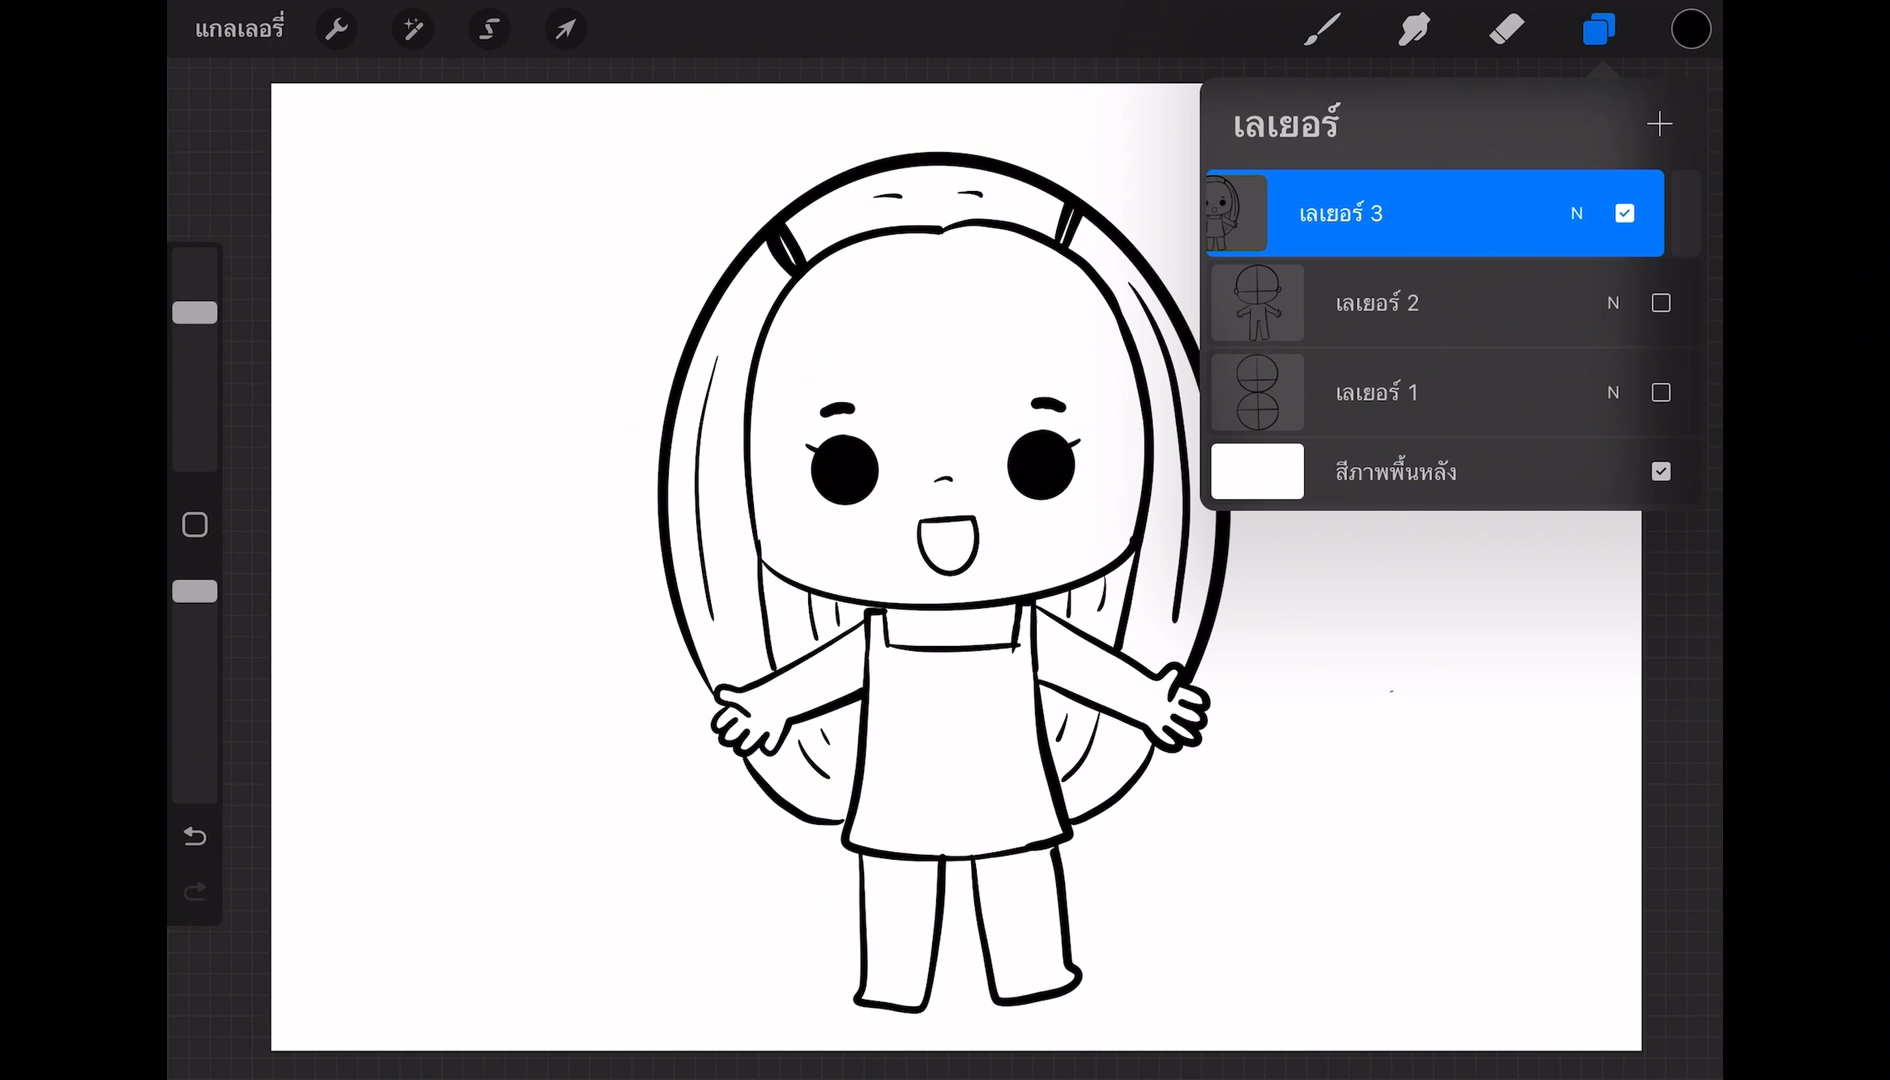 แกลเลอรี่
เลเยอร์
เลเยอร์ 3 N
เลเยอร์ 2 N
เลเยอร์ 1 N
สีภาพพื้นหลัง